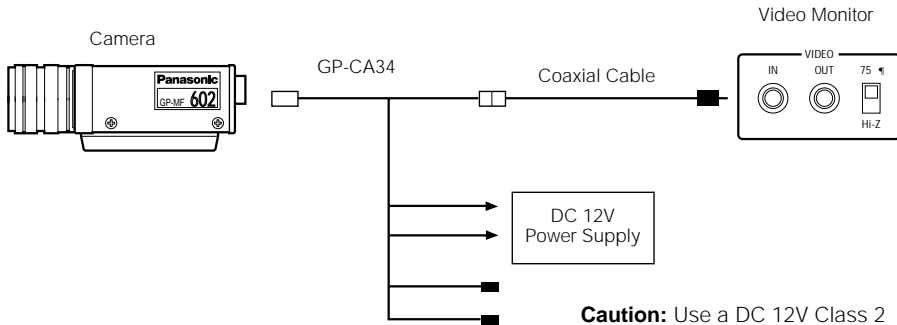 Video Monitor
Camera
GP-CA34
Coaxial Cable
VIDEO
IN OUT 75 ¶
Hi-Z
Panasonic
GP-MF 602
DC 12V
Power Supply
Caution: Use a DC 12V Class 2